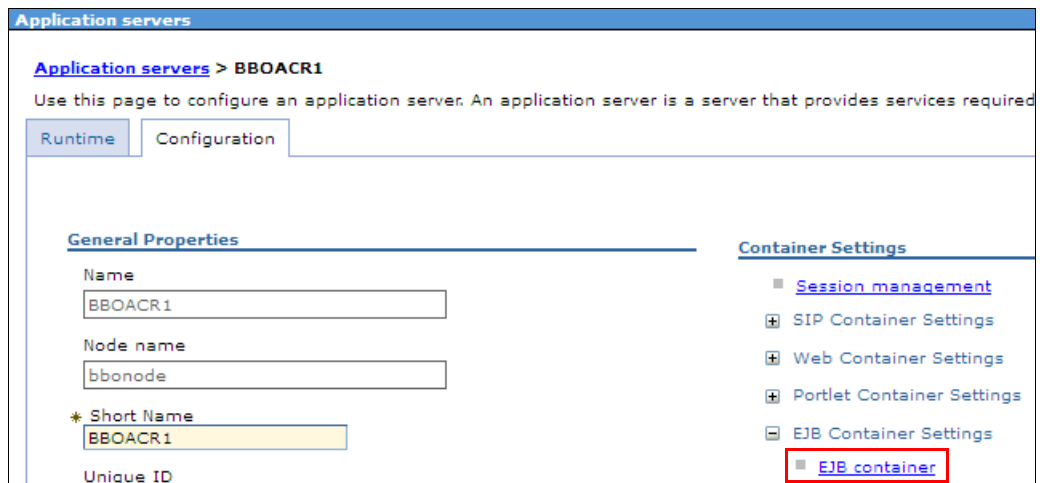 Application servers
Application servers > BBOACR1
Use this page to configure an application server. An application server is a server that provides services required
Runtime
Configuration
General Properties
Name
BBOACR1
Node name
bbonode
* Short Name
BBOACR1
Unique ID
Container Settings
Session management
SIP Container Settings
Web Container Settings
Portlet Container Settings
EJB Container Settings
EJB container